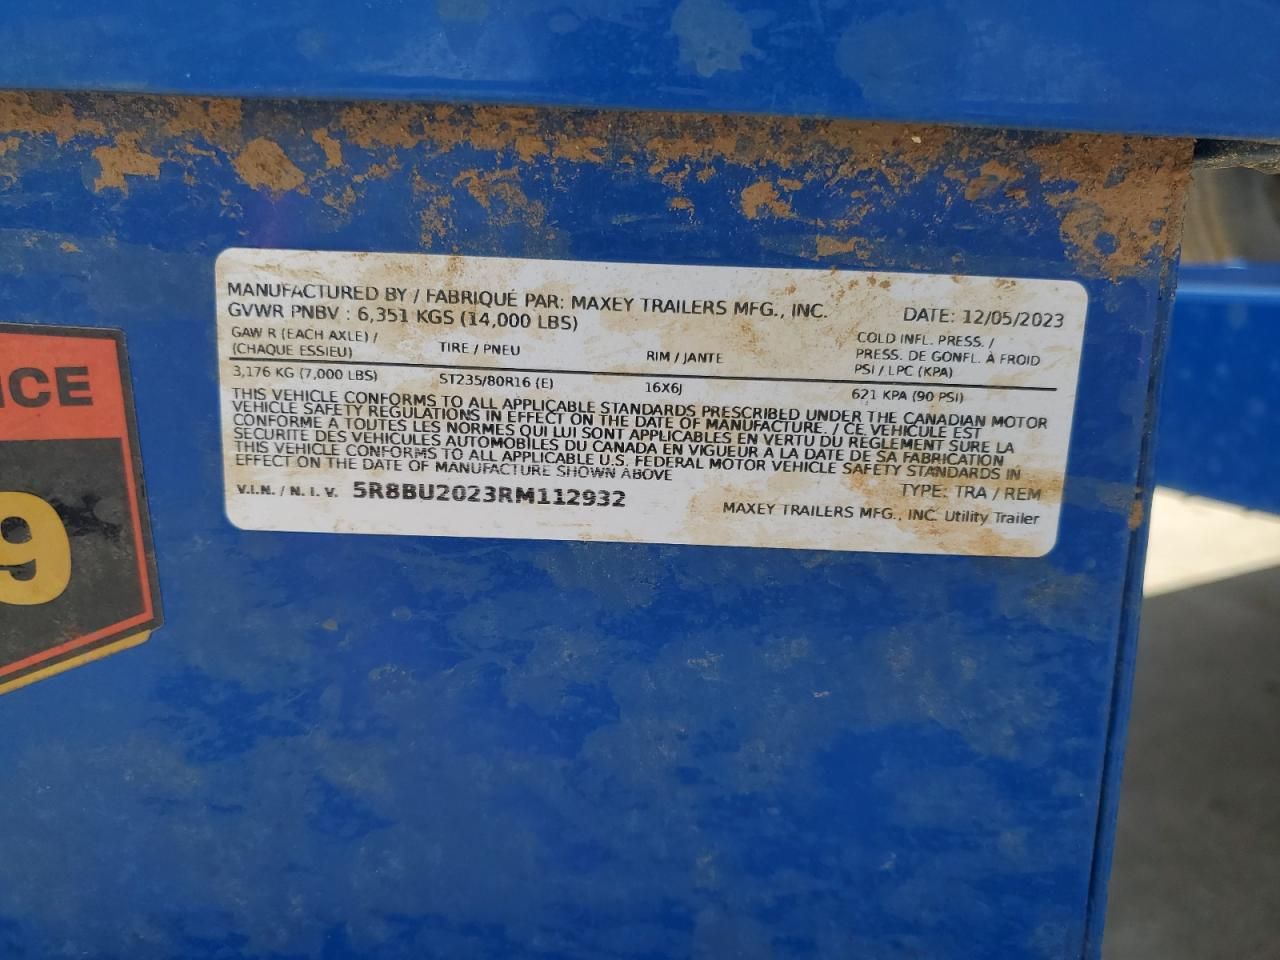 MANUFACTURED BY / FABRIQUÉ PAR: MAXEY TRAILERS MFG., INC.
GVWR PNBV : 6,351 KGS (14,000 LBS)
DATE: 12/05/2023
GAW R (EACH AXLE) /
(CHAQUE ESSIEU)
TIRE / PNEU
RIM / JANTE
COLD INFL. PRESS. /
PRESS. DE GONFL. À FROID
PSI / LPC (KPA)
3,176 KG (7,000 LBS)
ST235/80R16 (E)
16X6J
621 KPA (90 PSI)
THIS VEHICLE CONFORMS TO ALL APPLICABLE STANDARDS PRESCRIBED UNDER THE CANADIAN MOTOR
VEHICLE SAFETY REGULATIONS IN EFFECT ON THE DATE OF MANUFACTURE. / CE VEHICULE EST
CONFORME A TOUTES LES NORMES QUI LUI SONT APPLICABLES EN VERTU DU REGLEMENT SURE LA
SECURITE DES VEHICULES AUTOMOBILES DU CANADA EN VIGUEUR A LA DATE DE SA FABRICATION
THIS VEHICLE CONFORMS TO ALL APPLICABLE U.S. FEDERAL MOTOR VEHICLE SAFETY STANDARDS IN
EFFECT ON THE DATE OF MANUFACTURE SHOWN ABOVE
V.I.N. / N. I. V. 5R8BU2023RM112932
TYPE: TRA / REM
MAXEY TRAILERS MFG., INC. Utility Trailer
ICE
9